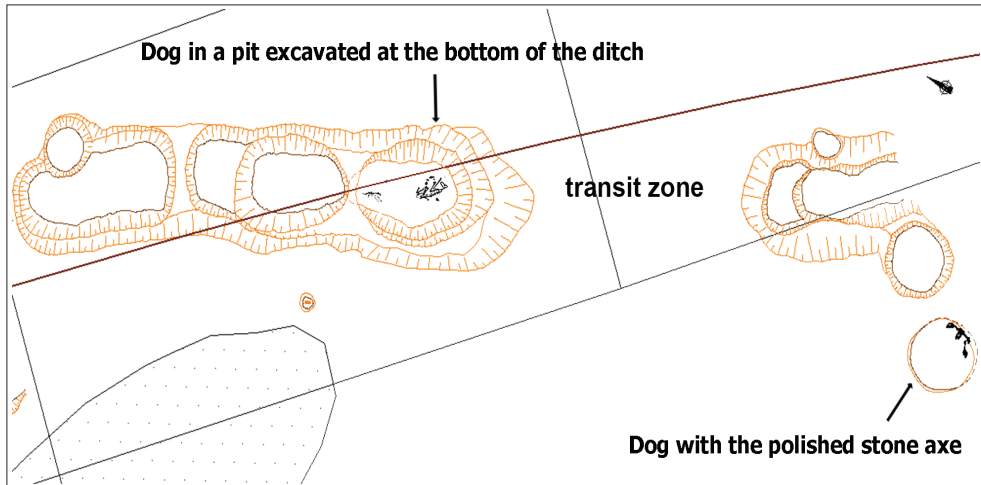 Dog in a pit excavated at the bottom of the ditch
transit zone
Dog with the polished stone axe